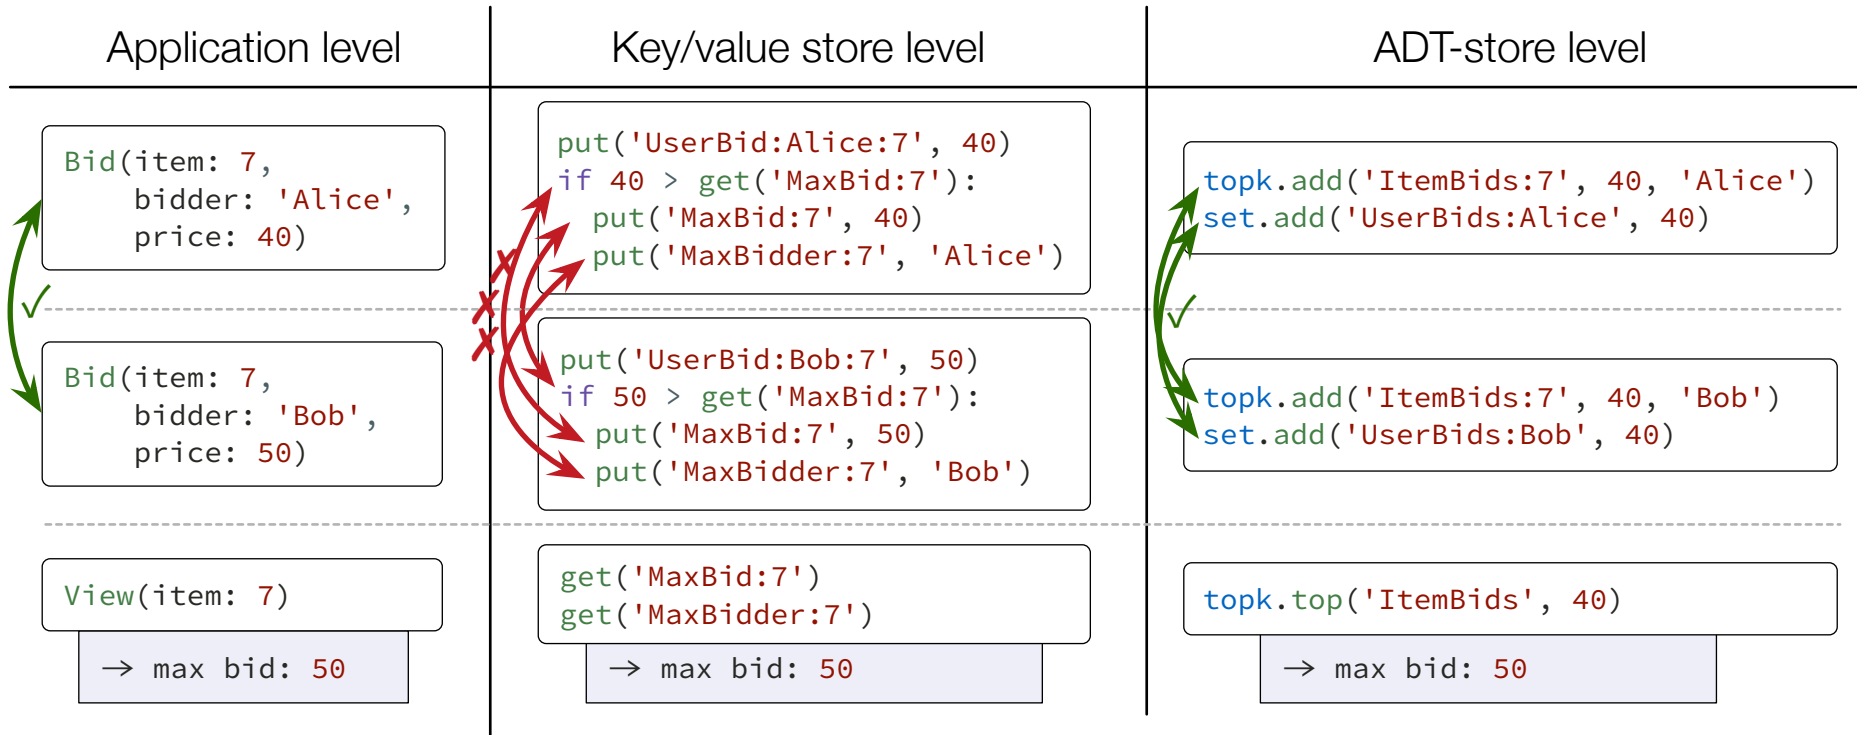 Application level
Key/value store level
ADT-store level
Bid(item: 7,
bidder: 'Alice',
price: 40)
put('UserBid:Alice:7', 40)
if 40 > get('MaxBid:7'):
put('MaxBid:7', 40)
put('MaxBidder:7', 'Alice')
topk.add('ItemBids:7', 40, 'Alice')
set.add('UserBids:Alice', 40)
✓
✗
✗
✗
✓
Bid(item: 7,
bidder: 'Bob',
price: 50)
put('UserBid:Bob:7', 50)
if 50 > get('MaxBid:7'):
put('MaxBid:7', 50)
put('MaxBidder:7', 'Bob')
topk.add('ItemBids:7', 40, 'Bob')
set.add('UserBids:Bob', 40)
View(item: 7)
→ max bid: 50
get('MaxBid:7')
get('MaxBidder:7')
→ max bid: 50
topk.top('ItemBids', 40)
→ max bid: 50